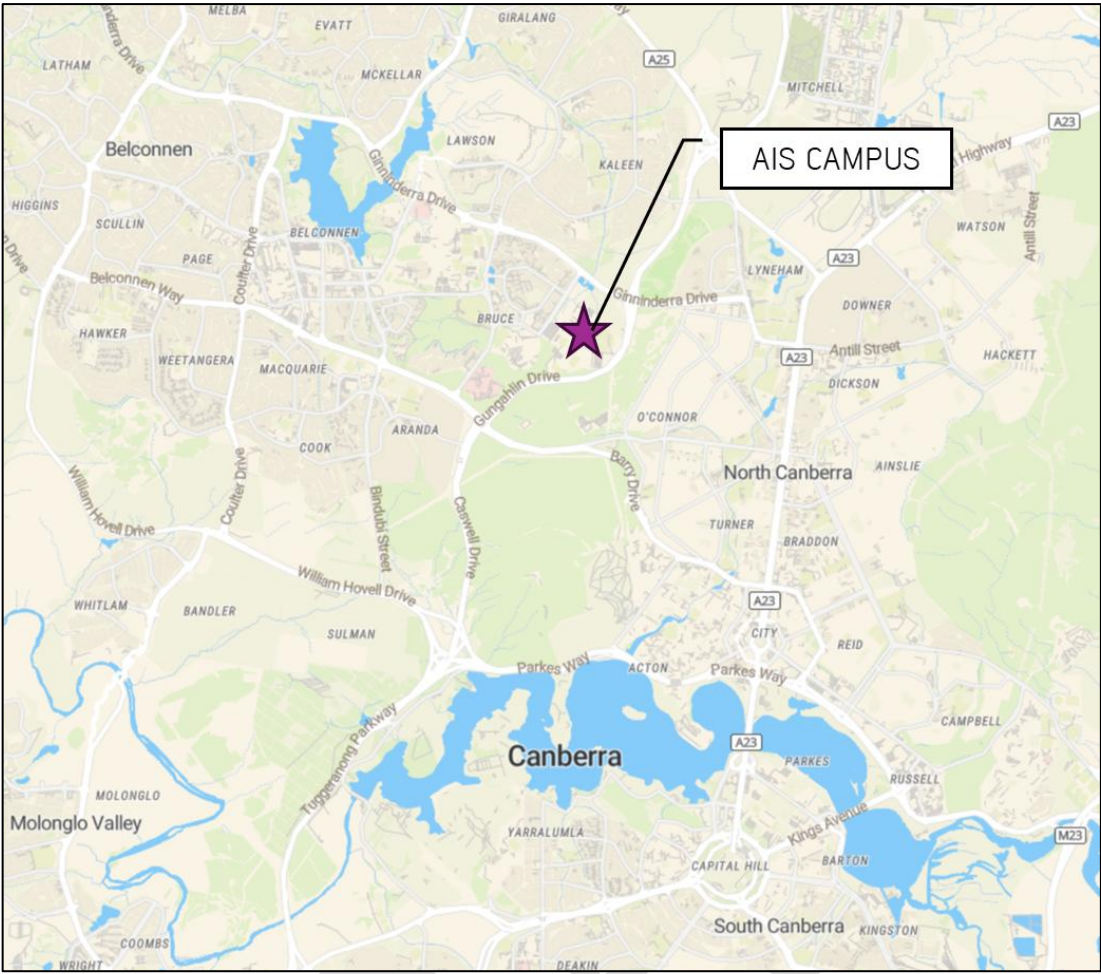 MELBA
GIRALANG
EVATT
Ginninderra Drive
A25
LATHAM
MCKELLAR
MITCHELL
A23
Belconnen
LAWSON
AIS CAMPUS
Highway
KALEEN
Ginninderra Drive
HIGGINS
SCULLIN
BELCONNEN
WATSON
Antill Street
PAGE
Coulter Drive
A23
LYNEHAM
Drive
Belconnen Way
Ginninderra Drive
DOWNER
BRUCE
HAWKER
A23
Antill Street
HACKETT
WEETANGERA
MACQUARIE
DICKSON
Gungahlin Drive
O'CONNOR
ARANDA
COOK
Barry Drive
North Canberra
AINSLIE
William Hovell Drive
Coulter Drive
Bindubi Street
Caswell Drive
TURNER
BRADDON
William Hovell Drive
A23
WHITLAM
BANDLER
SULMAN
CITY
REID
Parkes Way
ACTON
Parkes Way
Tuggeranong Parkway
CAMPBELL
Canberra
A23
PARKES
RUSSELL
MOLONGLO
Molonglo Valley
YARRALUMLA
Kings Avenue
M23
CAPITAL HILL
BARTON
South Canberra
KINGSTON
COOMBS
WRIGHT
DEAKIN